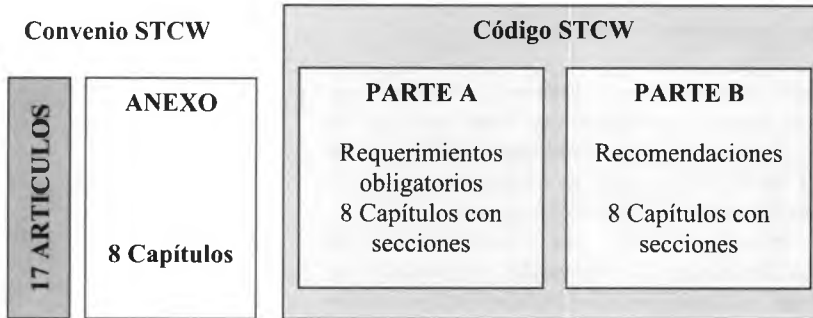 Convenio STCW
17 ARTICULOS
ANEXO
8 Capítulos
Código STCW
PARTE A
Requerimientos
obligatorios
8 Capítulos con
secciones
PARTE B
Recomendaciones
8 Capítulos con
secciones